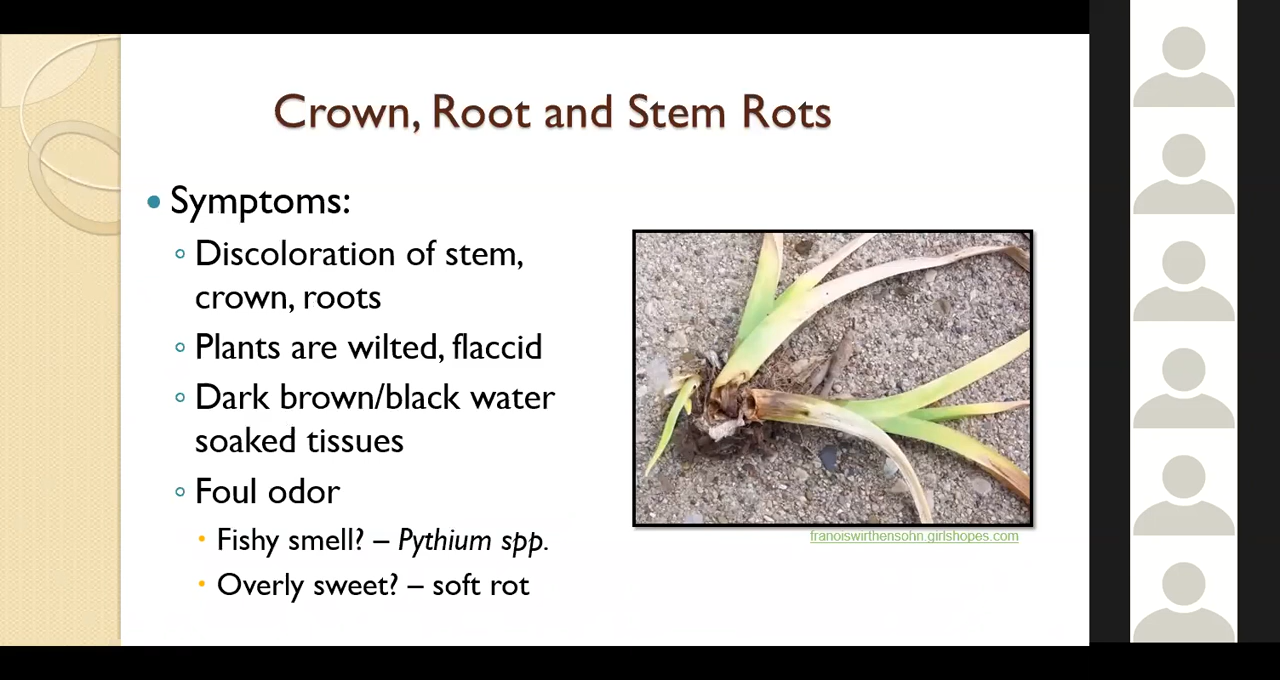 Crown, Root and Stem Rots
Symptoms:
Discoloration of stem,
crown, roots
Plants are wilted, flaccid
Dark brown/black water
soaked tissues
Foul odor
Fishy smell? – Pythium spp.
Overly sweet? – soft rot
franoiswirthensohn.girlshopes.com